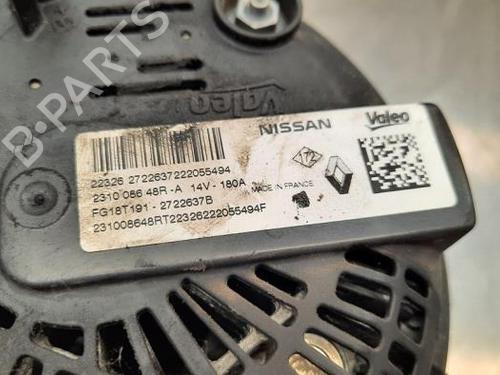 B-PARTS
Valeo
NISSAN
Valeo
22326 2722637222055494
2310 086 48R -A 14V - 180A
MADE IN FRANCE
FG18T191 - 2722637B
231008648RT22326222055494F